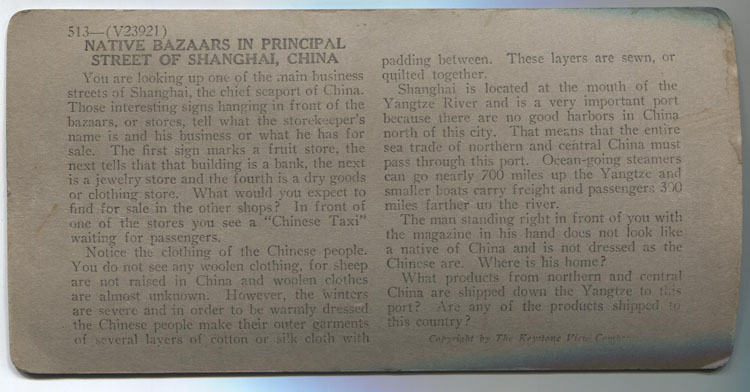 513—(V23921)
NATIVE BAZAARS IN PRINCIPAL
STREET OF SHANGHAI, CHINA
You are looking up one of the main business
streets of Shanghai, the chief seaport of China.
Those interesting signs hanging in front of the
bazaars, or stores, tell what the storekeeper's
name is and his business or what he has for
sale. The first sign marks a fruit store, the
next tells that that building is a bank, the next
is a jewelry store and the fourth is a dry goods
or clothing store. What would you expect to
find for sale in the other shops? In front of
one of the stores you see a "Chinese Taxi"
waiting for passengers.
Notice the clothing of the Chinese people.
You do not see any woolen clothing, for sheep
are not raised in China and woolen clothes
are almost unknown. However, the winters
are severe and in order to be warmly dressed
the Chinese people make their outer garments
of several layers of cotton or silk cloth with
padding between. These layers are sewn, or
quilted together.
Shanghai is located at the mouth of the
Yangtze River and is a very important port
because there are no good harbors in China
north of this city. That means that the entire
sea trade of northern and central China must
pass through this port. Ocean-going steamers
can go nearly 700 miles up the Yangtze and
smaller boats carry freight and passengers 300
miles farther up the river.
The man standing right in front of you with
the magazine in his hand does not look like
a native of China and is not dressed as the
Chinese are. Where is his home?
What products from northern and central
China are shipped down the Yangtze to this
port? Are any of the products shipped to
this country?
Copyright by The Keystone View